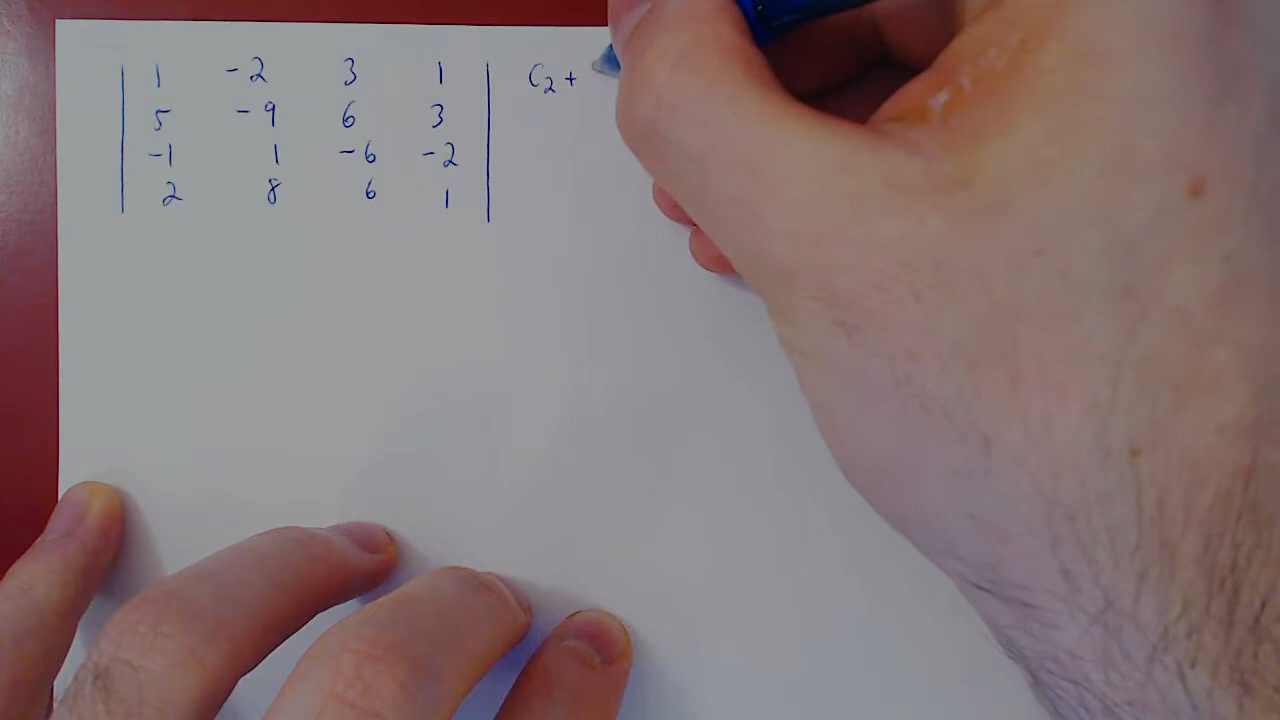 | 1 -2 3 1 | C₂ +
| 5 -9 6 3 |
| -1 1 -6 -2 |
| 2 8 6 1 |